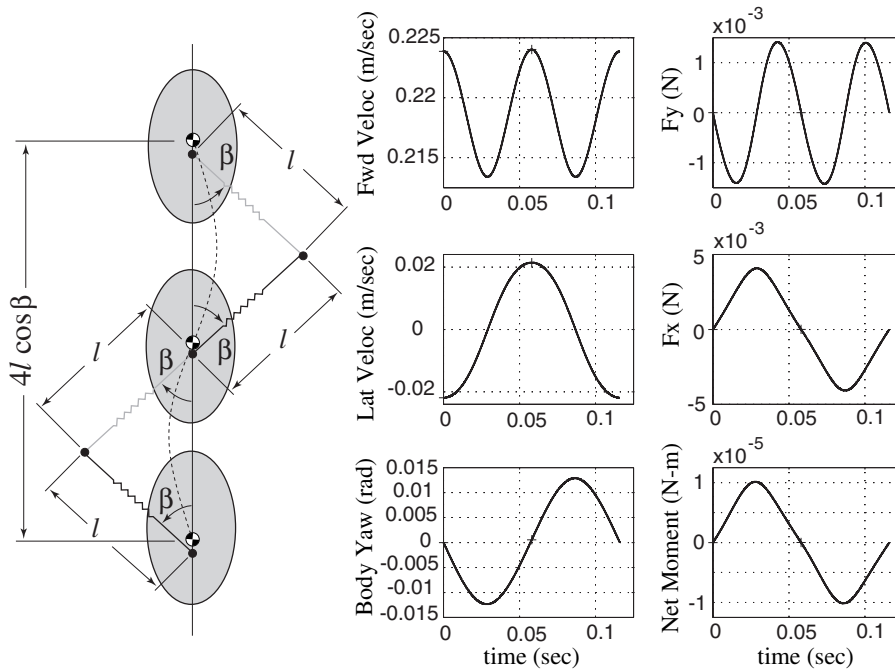 4l cosβ
l
β
l
β
β
l
β
l
Fwd Veloc (m/sec)
0.225
0.22
0.215
0
0.05
0.1
x10⁻³
Fy (N)
1
0
-1
0
0.05
0.1
Lat Veloc (m/sec)
0.02
0
-0.02
0
0.05
0.1
x10⁻³
Fx (N)
5
0
-5
0
0.05
0.1
Body Yaw (rad)
0.015
0.01
0.005
0
-0.005
-0.01
-0.015
0
0.05
0.1
time (sec)
x10⁻⁵
Net Moment (N-m)
1
0
-1
0
0.05
0.1
time (sec)